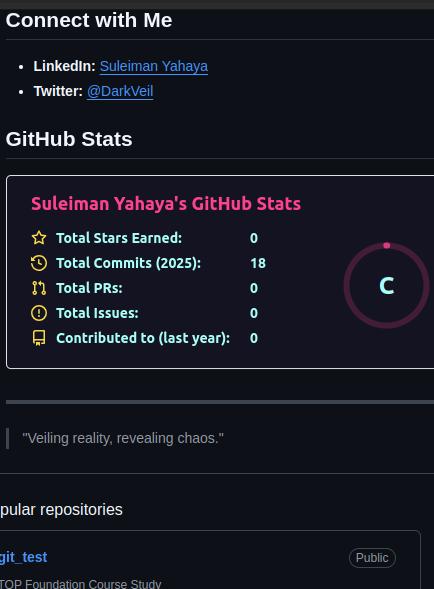 Connect with Me
LinkedIn: Suleiman Yahaya
Twitter: @DarkVeil
GitHub Stats
Suleiman Yahaya's GitHub Stats
Total Stars Earned: 0
Total Commits (2025): 18
Total PRs: 0
Total Issues: 0
Contributed to (last year): 0
C
"Veiling reality, revealing chaos."
pular repositories
git_test Public
TOP Foundation Course Study